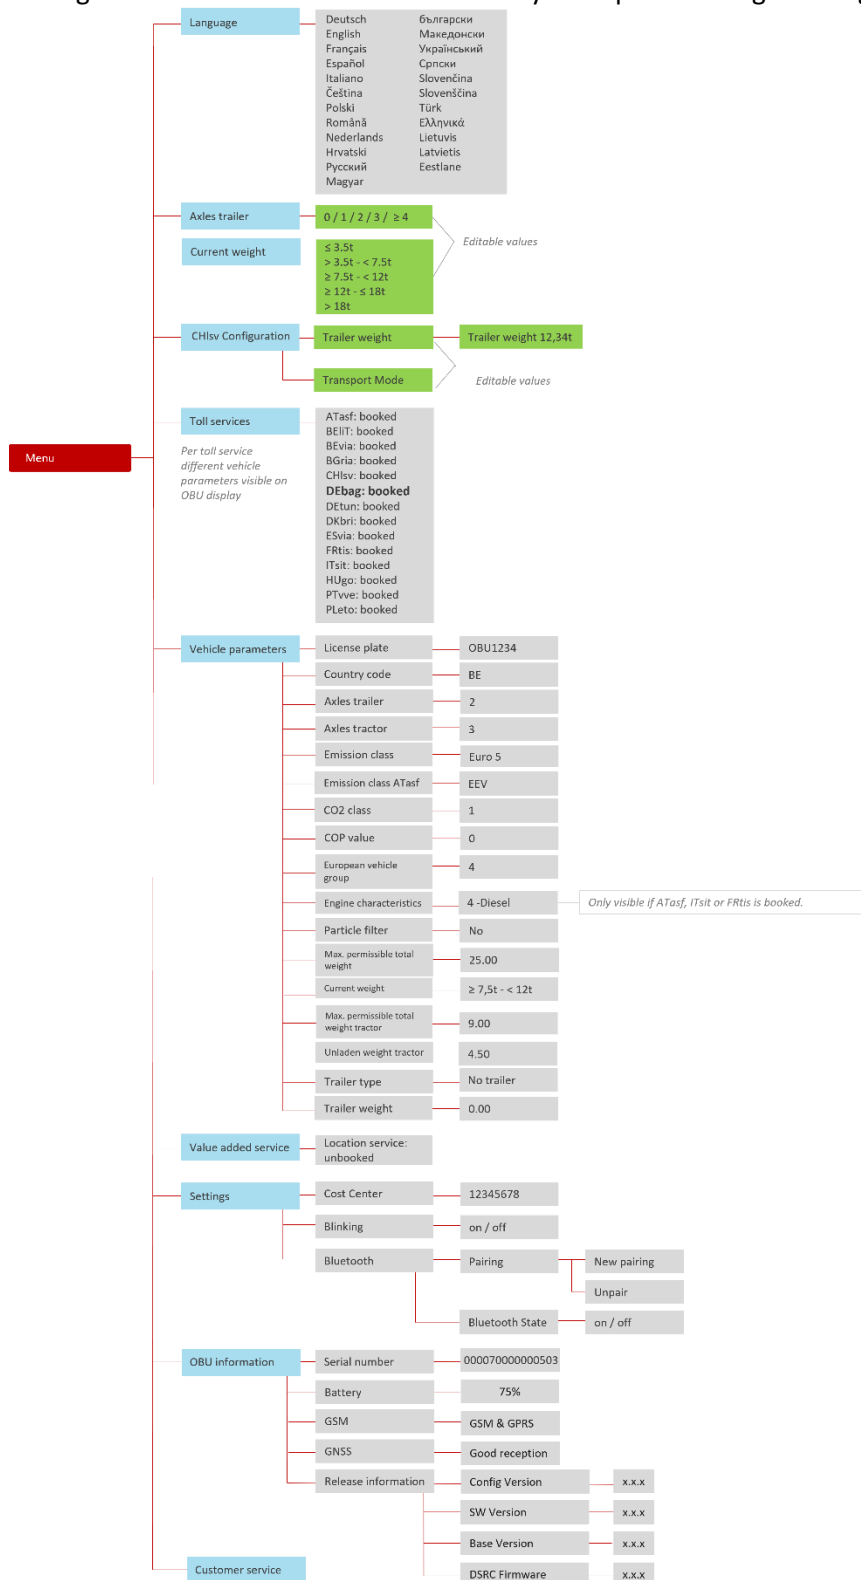 Language
Deutsch
English
Français
Español
Italiano
Čeština
Polski
Română
Nederlands
Hrvatski
Русский
Magyar
български
Македонски
Український
Српски
Slovenčina
Slovenščina
Türk
Ελληνικά
Lietuvis
Latvietis
Eestlane
Axles trailer
0 / 1 / 2 / 3 / ≥ 4
Editable values
Current weight
≤ 3.5t
> 3.5t - < 7.5t
≥ 7.5t - < 12t
≥ 12t - ≤ 18t
> 18t
CHlsv Configuration
Trailer weight
Trailer weight 12,34t
Transport Mode
Editable values
Toll services
Per toll service
different vehicle
parameters visible on
OBU display
ATasf: booked
BEliT: booked
BEvia: booked
BGria: booked
CHlsv: booked
DEbag: booked
DEtun: booked
DKbri: booked
ESvia: booked
FRtis: booked
ITsit: booked
HUgo: booked
PTvve: booked
PLeto: booked
Menu
Vehicle parameters
License plate
OBU1234
Country code
BE
Axles trailer
2
Axles tractor
3
Emission class
Euro 5
Emission class ATasf
EEV
CO2 class
1
COP value
0
European vehicle
group
4
Engine characteristics
4 -Diesel
Only visible if ATasf, ITsit or FRtis is booked.
Particle filter
No
Max. permissible total
weight
25.00
Current weight
≥ 7,5t - < 12t
Max. permissible total
weight tractor
9.00
Unladen weight tractor
4.50
Trailer type
No trailer
Trailer weight
0.00
Value added service
Location service:
unbooked
Settings
Cost Center
12345678
Blinking
on / off
Bluetooth
Pairing
New pairing
Unpair
Bluetooth State
on / off
OBU information
Serial number
000070000000503
Battery
75%
GSM
GSM & GPRS
GNSS
Good reception
Release information
Config Version
x.x.x
SW Version
x.x.x
Base Version
x.x.x
DSRC Firmware
x.x.x
Customer service